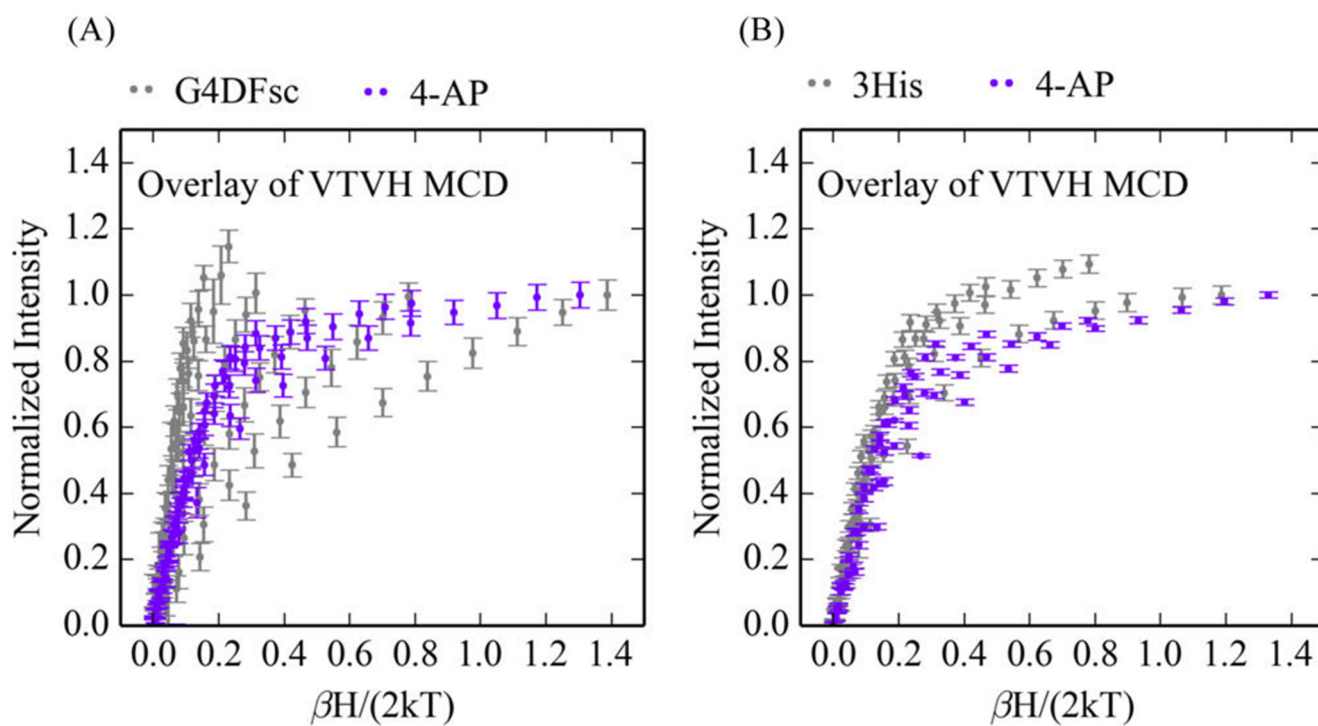 (A)
G4DFsc 4-AP
Overlay of VTVH MCD
Normalized Intensity
1.4
1.2
1.0
0.8
0.6
0.4
0.2
0.0
0.0 0.2 0.4 0.6 0.8 1.0 1.2 1.4
βH/(2kT)
(B)
3His 4-AP
Overlay of VTVH MCD
Normalized Intensity
1.4
1.2
1.0
0.8
0.6
0.4
0.2
0.0
0.0 0.2 0.4 0.6 0.8 1.0 1.2 1.4
βH/(2kT)